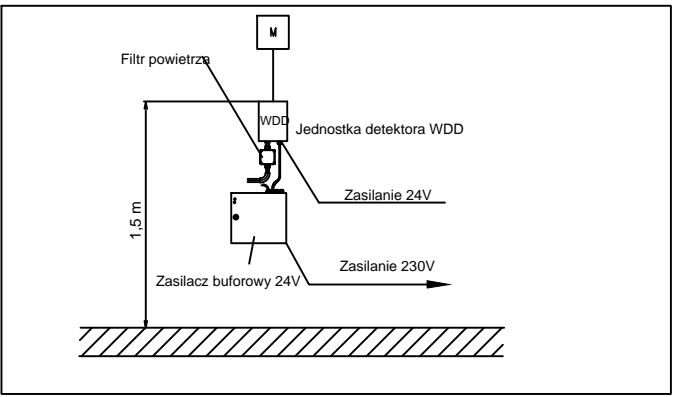 M
Filtr powietrza
WDD
Jednostka detektora WDD
Zasilanie 24V
1,5 m
Zasilanie 230V
Zasilacz buforowy 24V